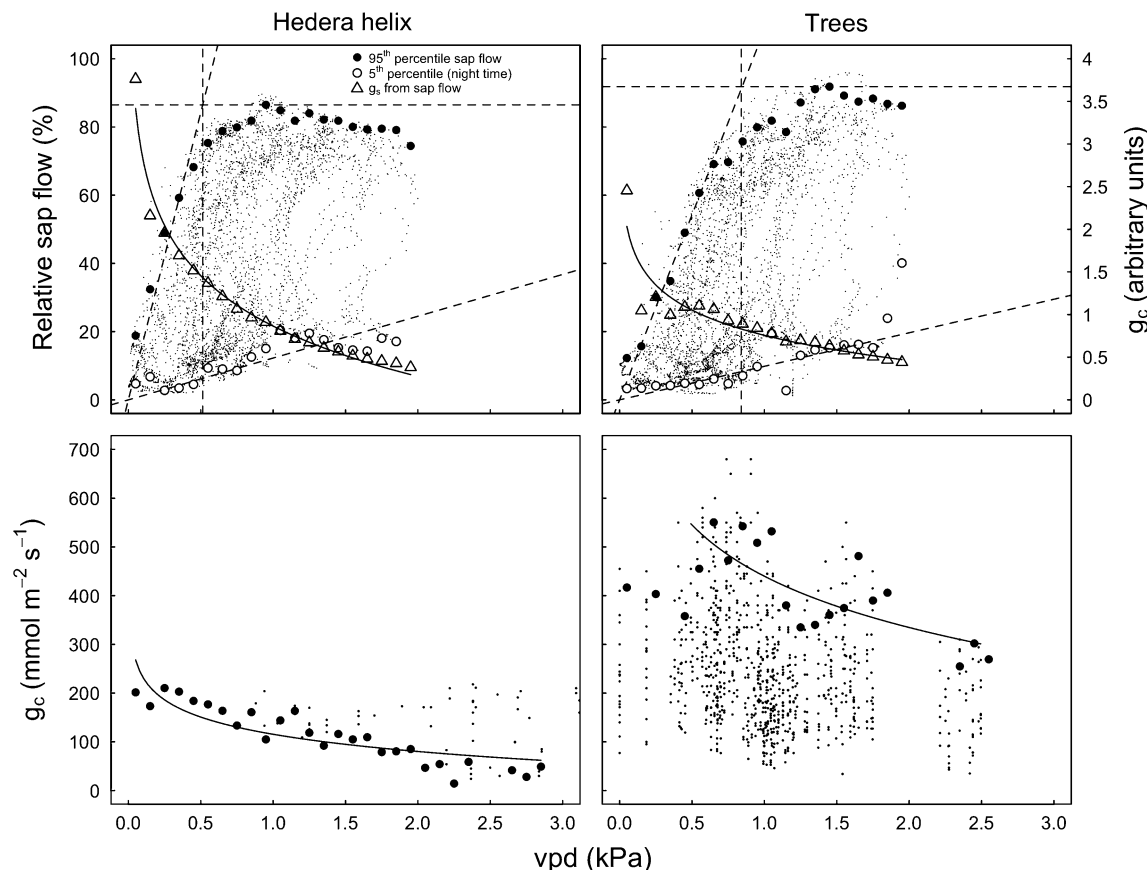 Hedera helix
Trees
95th percentile sap flow
5th percentile (night time)
gs from sap flow
Relative sap flow (%)
100
80
60
40
20
0
4
3.5
3
2.5
2
1.5
1
0.5
0
gc (arbitrary units)
gc (mmol m−2 s−1)
700
600
500
400
300
200
100
0
0.0 0.5 1.0 1.5 2.0 2.5 3.0
0.0 0.5 1.0 1.5 2.0 2.5 3.0
vpd (kPa)